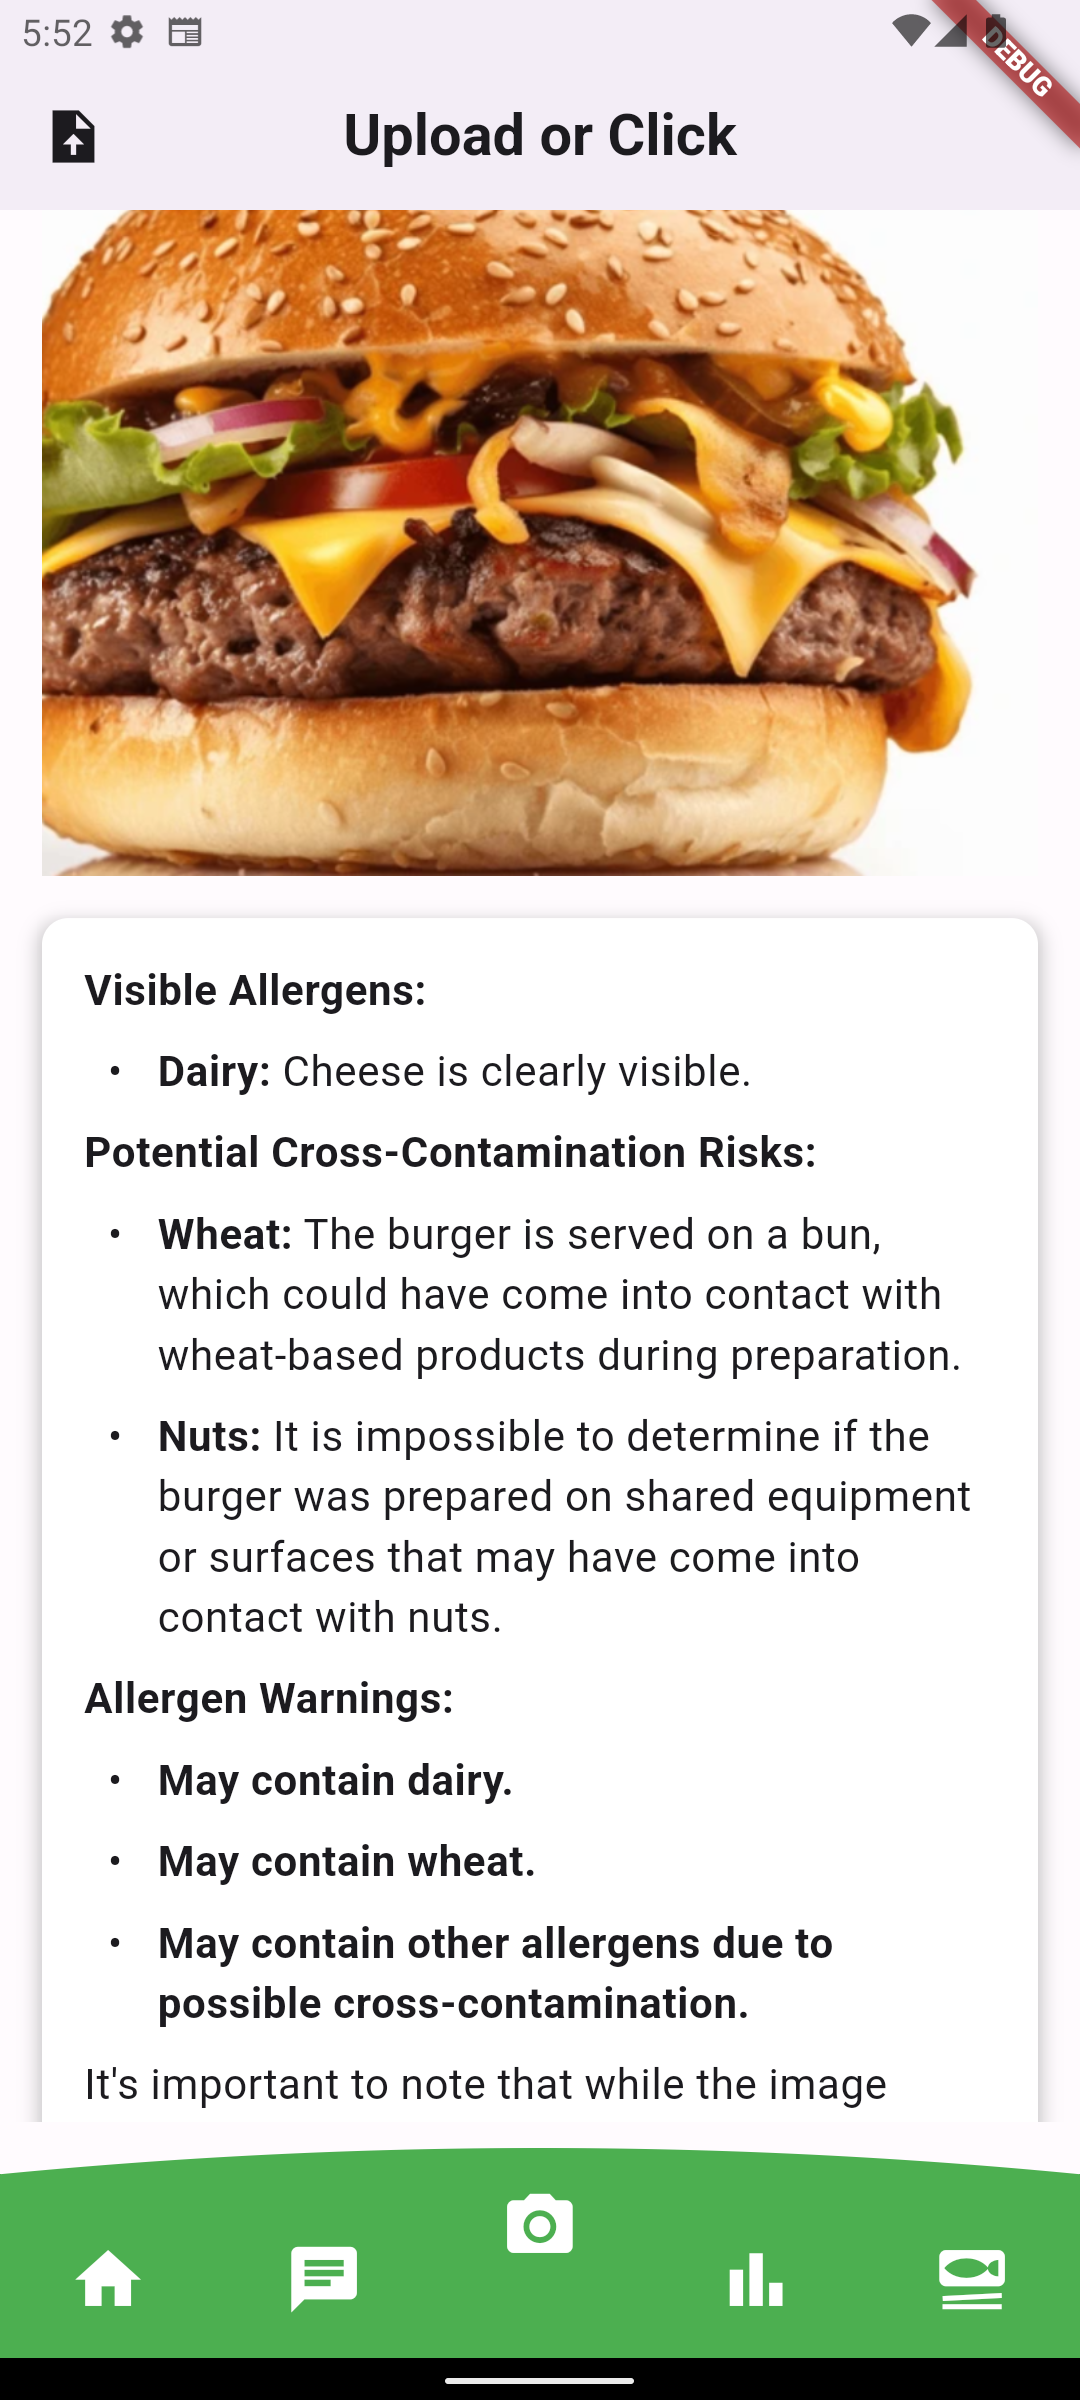 5:52
DEBUG
Upload or Click
Visible Allergens:
• Dairy: Cheese is clearly visible.
Potential Cross-Contamination Risks:
• Wheat: The burger is served on a bun,
which could have come into contact with
wheat-based products during preparation.
• Nuts: It is impossible to determine if the
burger was prepared on shared equipment
or surfaces that may have come into
contact with nuts.
Allergen Warnings:
• May contain dairy.
• May contain wheat.
• May contain other allergens due to
possible cross-contamination.
It's important to note that while the image